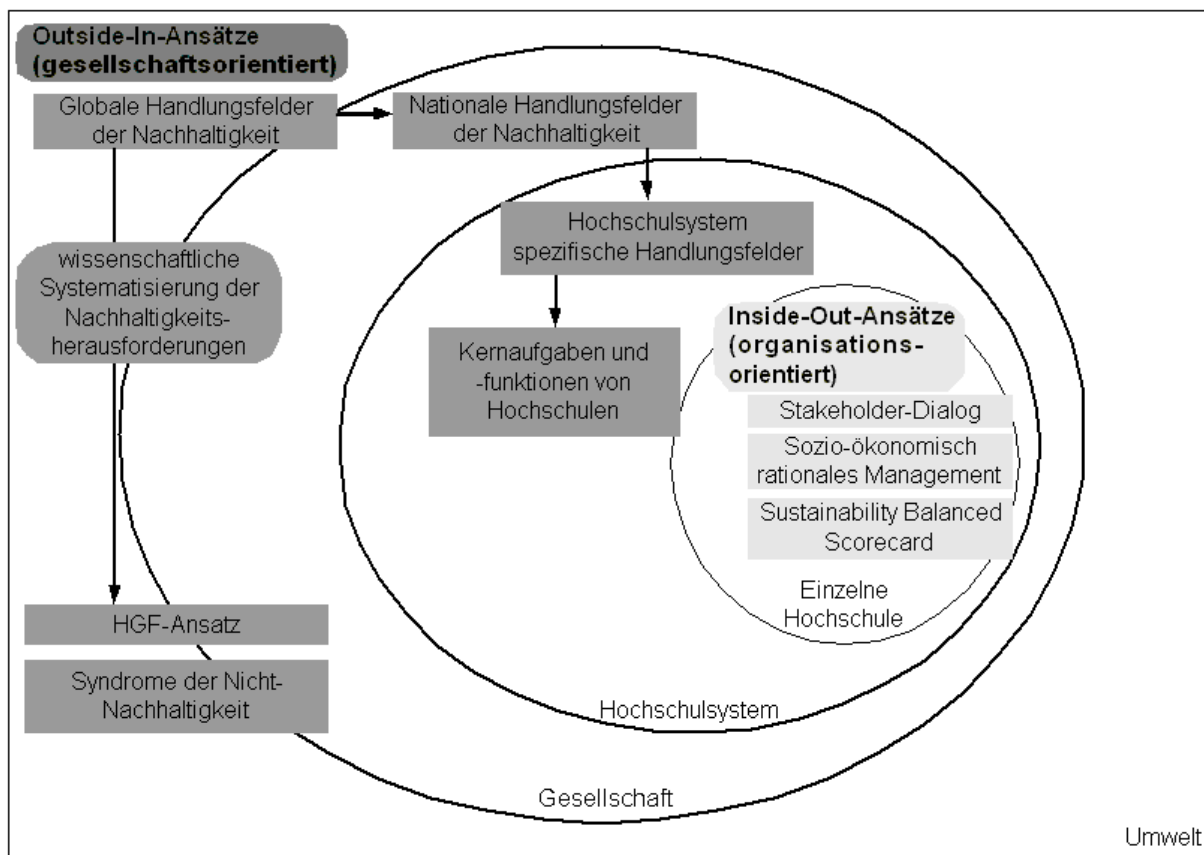 Outside-In-Ansätze
(gesellschaftsorientiert)
Globale Handlungsfelder
der Nachhaltigkeit
Nationale Handlungsfelder
der Nachhaltigkeit
Hochschulsystem
spezifische Handlungsfelder
wissenschaftliche
Systematisierung der
Nachhaltigkeits-
herausforderungen
Kernaufgaben und
-funktionen von
Hochschulen
Inside-Out-Ansätze
(organisations-
orientiert)
Stakeholder-Dialog
Sozio-ökonomisch
rationales Management
Sustainability Balanced
Scorecard
Einzelne
Hochschule
HGF-Ansatz
Syndrome der Nicht-
Nachhaltigkeit
Hochschulsystem
Gesellschaft
Umwelt